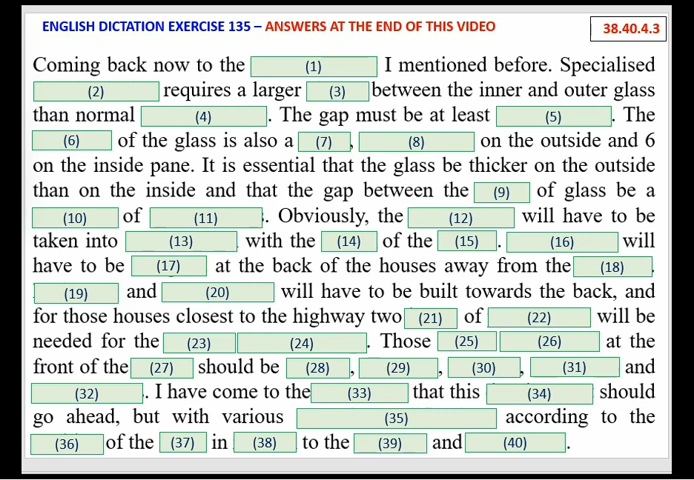 ENGLISH DICTATION EXERCISE 135 – ANSWERS AT THE END OF THIS VIDEO
38.40.4.3
Coming back now to the (1) I mentioned before. Specialised
(2) requires a larger (3) between the inner and outer glass
than normal (4) . The gap must be at least (5) . The
(6) of the glass is also a (7) , (8) on the outside and 6
on the inside pane. It is essential that the glass be thicker on the outside
than on the inside and that the gap between the (9) of glass be a
(10) of (11) . Obviously, the (12) will have to be
taken into (13) with the (14) of the (15) . (16) will
have to be (17) at the back of the houses away from the (18) .
(19) and (20) will have to be built towards the back, and
for those houses closest to the highway two (21) of (22) will be
needed for the (23) (24) . Those (25) (26) at the
front of the (27) should be (28) , (29) , (30) , (31) and
(32) . I have come to the (33) that this (34) should
go ahead, but with various (35) according to the
(36) of the (37) in (38) to the (39) and (40) .